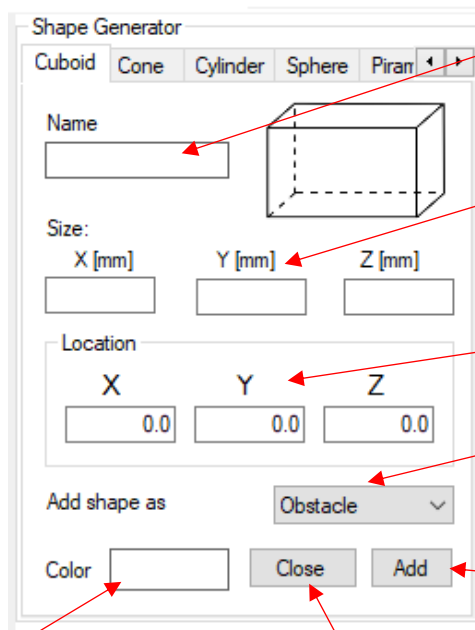 Shape Generator
Cuboid Cone Cylinder Sphere Piram
Name
Size:
X [mm] Y [mm] Z [mm]
Location
X Y Z
0.0 0.0 0.0
Add shape as Obstacle
Color Close Add